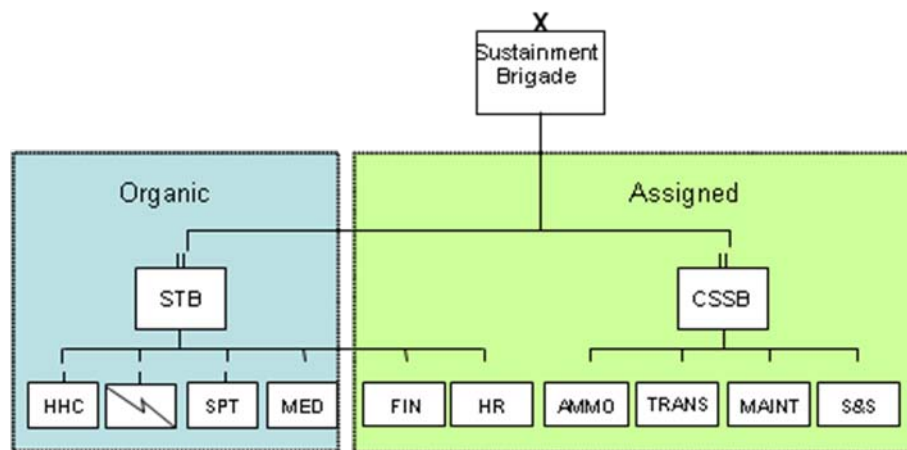 X
Sustainment
Brigade
Organic
Assigned
STB
CSSB
HHC
SPT
MED
FIN
HR
AMMO
TRANS
MAINT
S&S